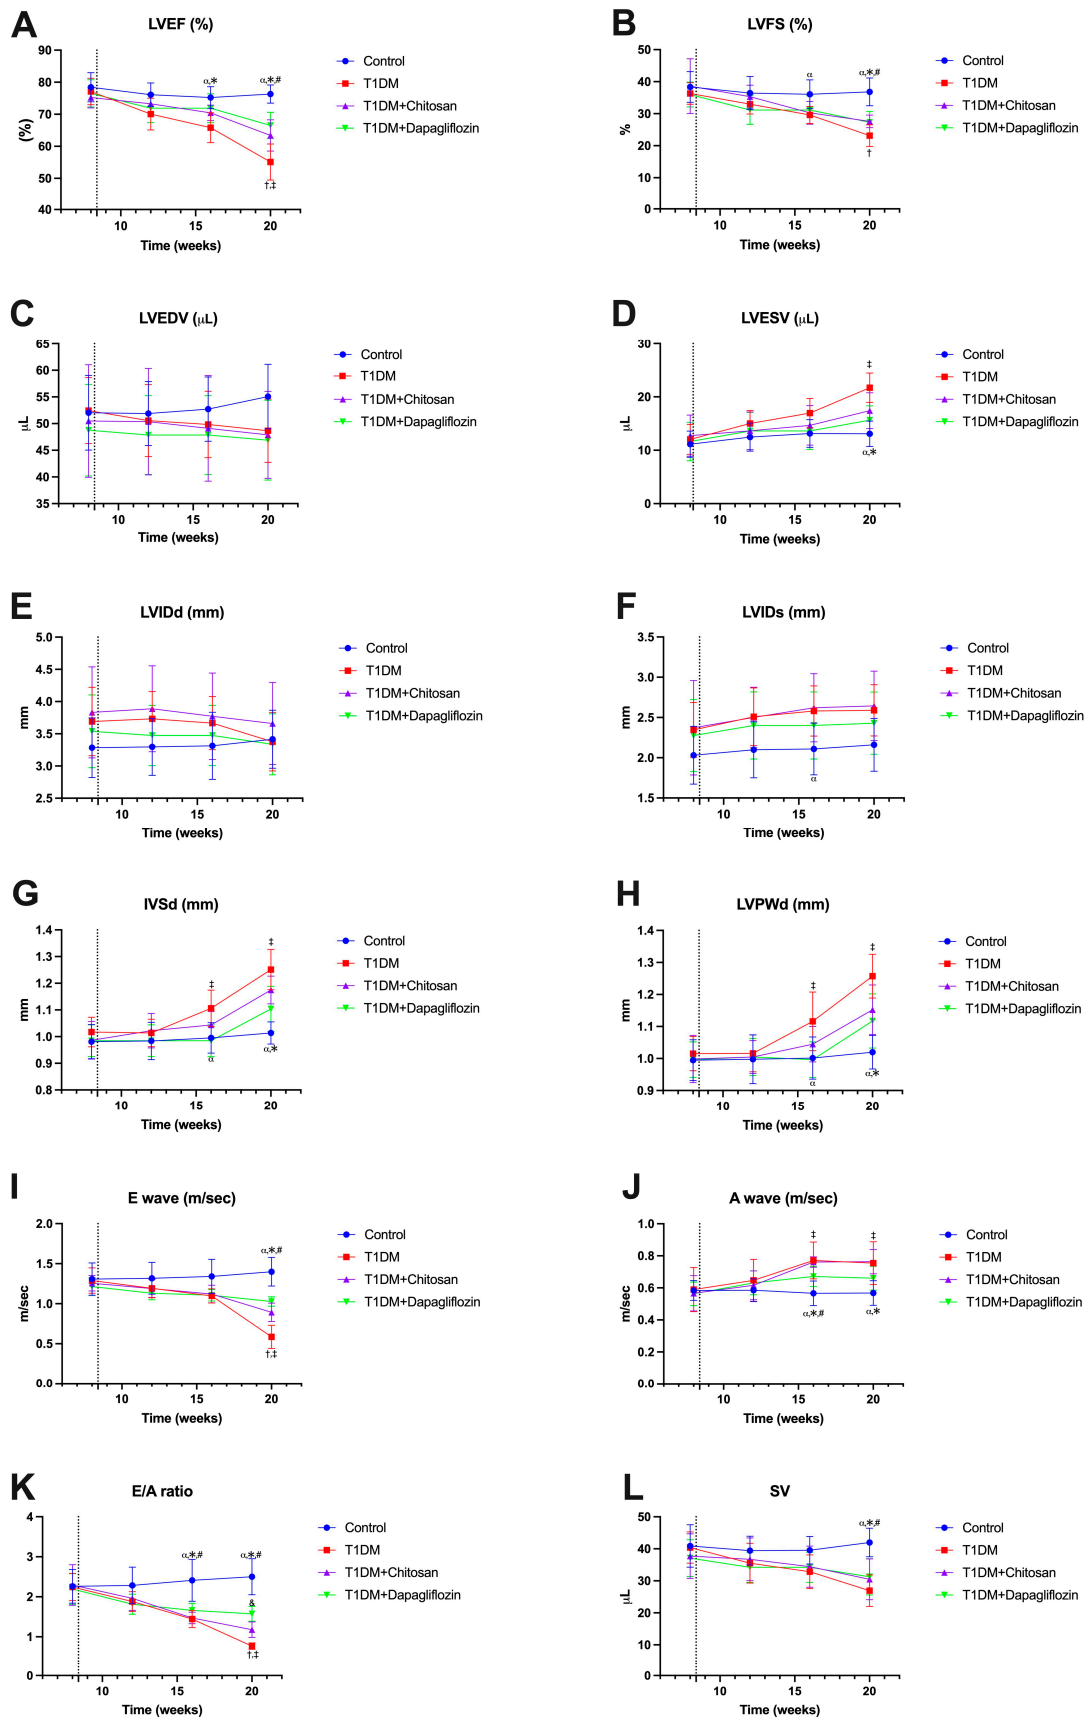 A
LVEF (%)
90
80
70
60
50
40
(%)
10
15
20
Time (weeks)
α,*
α,*,#
†,‡
Control
T1DM
T1DM+Chitosan
T1DM+Dapagliflozin
B
LVFS (%)
50
40
30
20
10
0
%
10
15
20
Time (weeks)
α
α,*,#
†
Control
T1DM
T1DM+Chitosan
T1DM+Dapagliflozin
C
LVEDV (μL)
65
60
55
50
45
40
35
μL
10
15
20
Time (weeks)
Control
T1DM
T1DM+Chitosan
T1DM+Dapagliflozin
D
LVESV (μL)
30
20
10
0
μL
10
15
20
Time (weeks)
‡
α,*
Control
T1DM
T1DM+Chitosan
T1DM+Dapagliflozin
E
LVIDd (mm)
5.0
4.5
4.0
3.5
3.0
2.5
mm
10
15
20
Time (weeks)
Control
T1DM
T1DM+Chitosan
T1DM+Dapagliflozin
F
LVIDs (mm)
3.5
3.0
2.5
2.0
1.5
mm
10
15
20
Time (weeks)
α
Control
T1DM
T1DM+Chitosan
T1DM+Dapagliflozin
G
IVSd (mm)
1.4
1.3
1.2
1.1
1.0
0.9
0.8
mm
10
15
20
Time (weeks)
‡
‡
α
α,*
Control
T1DM
T1DM+Chitosan
T1DM+Dapagliflozin
H
LVPWd (mm)
1.4
1.3
1.2
1.1
1.0
0.9
mm
10
15
20
Time (weeks)
‡
‡
α
α,*
Control
T1DM
T1DM+Chitosan
T1DM+Dapagliflozin
I
E wave (m/sec)
2.0
1.5
1.0
0.5
0.0
m/sec
10
15
20
Time (weeks)
α,*,#
†,‡
Control
T1DM
T1DM+Chitosan
T1DM+Dapagliflozin
J
A wave (m/sec)
1.0
0.8
0.6
0.4
0.2
0.0
m/sec
10
15
20
Time (weeks)
‡
‡
α,*,#
α,*
Control
T1DM
T1DM+Chitosan
T1DM+Dapagliflozin
K
E/A ratio
4
3
2
1
0
10
15
20
Time (weeks)
α,*,#
α,*,#
&
†,‡
Control
T1DM
T1DM+Chitosan
T1DM+Dapagliflozin
L
SV
50
40
30
20
10
0
μL
10
15
20
Time (weeks)
α,*,#
Control
T1DM
T1DM+Chitosan
T1DM+Dapagliflozin